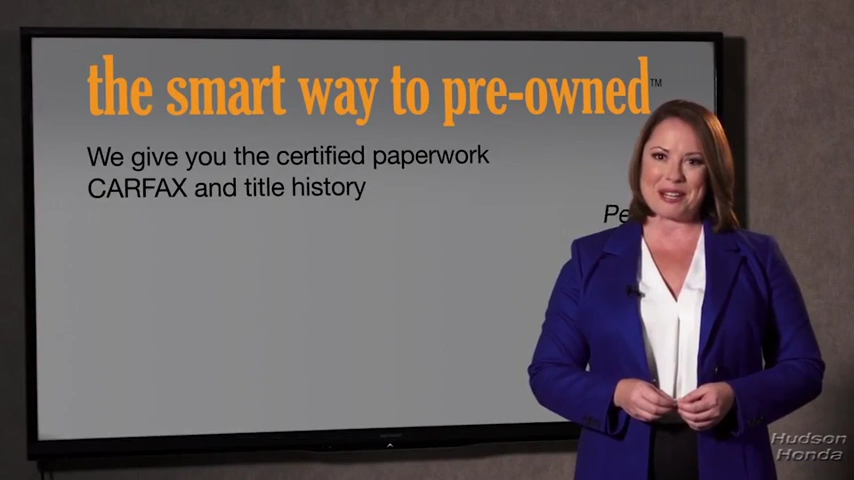 the smart way to pre-owned™
We give you the certified paperwork
CARFAX and title history
Hudson
Honda